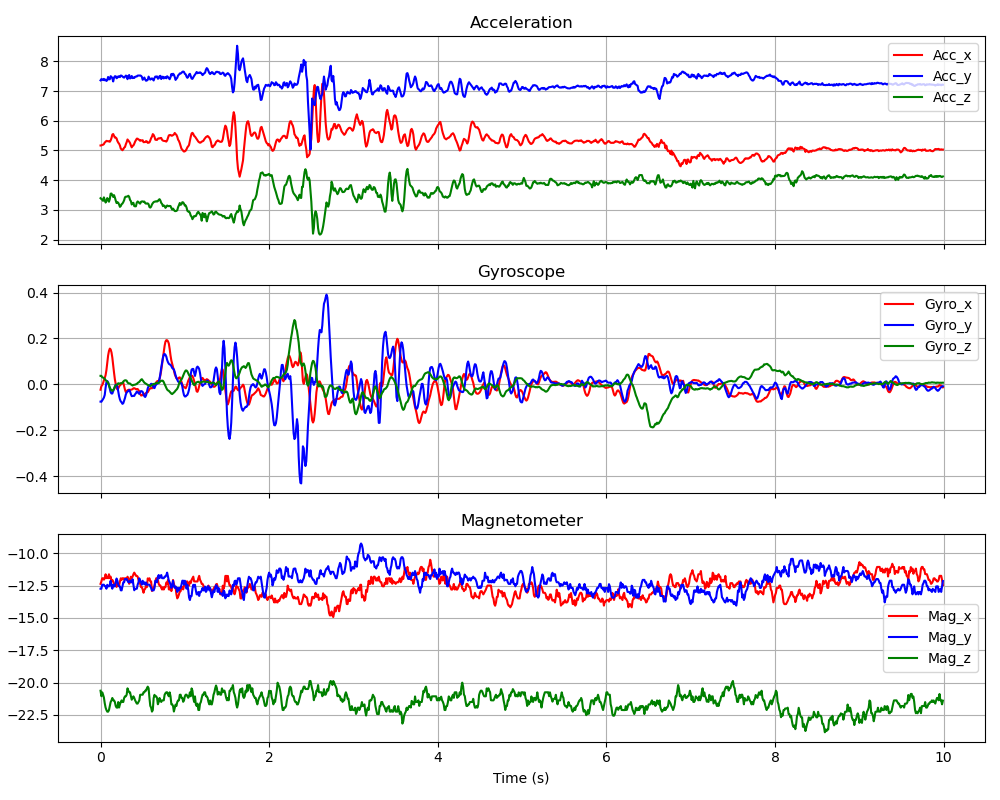 Acceleration
8
7
6
5
4
3
2
Acc_x
Acc_y
Acc_z
Gyroscope
0.4
0.2
0.0
−0.2
−0.4
Gyro_x
Gyro_y
Gyro_z
Magnetometer
−10.0
−12.5
−15.0
−17.5
−20.0
−22.5
Mag_x
Mag_y
Mag_z
0 2 4 6 8 10
Time (s)